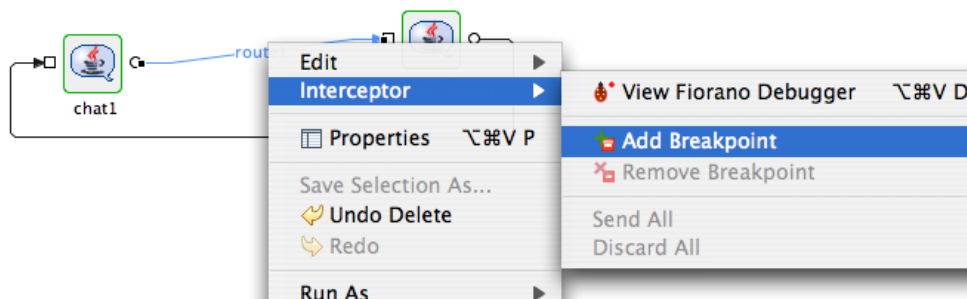 rout
chat1
Edit
Interceptor
Properties ⌥⌘V P
Save Selection As...
Undo Delete
Redo
Run As
View Fiorano Debugger ⌥⌘V D
Add Breakpoint
Remove Breakpoint
Send All
Discard All